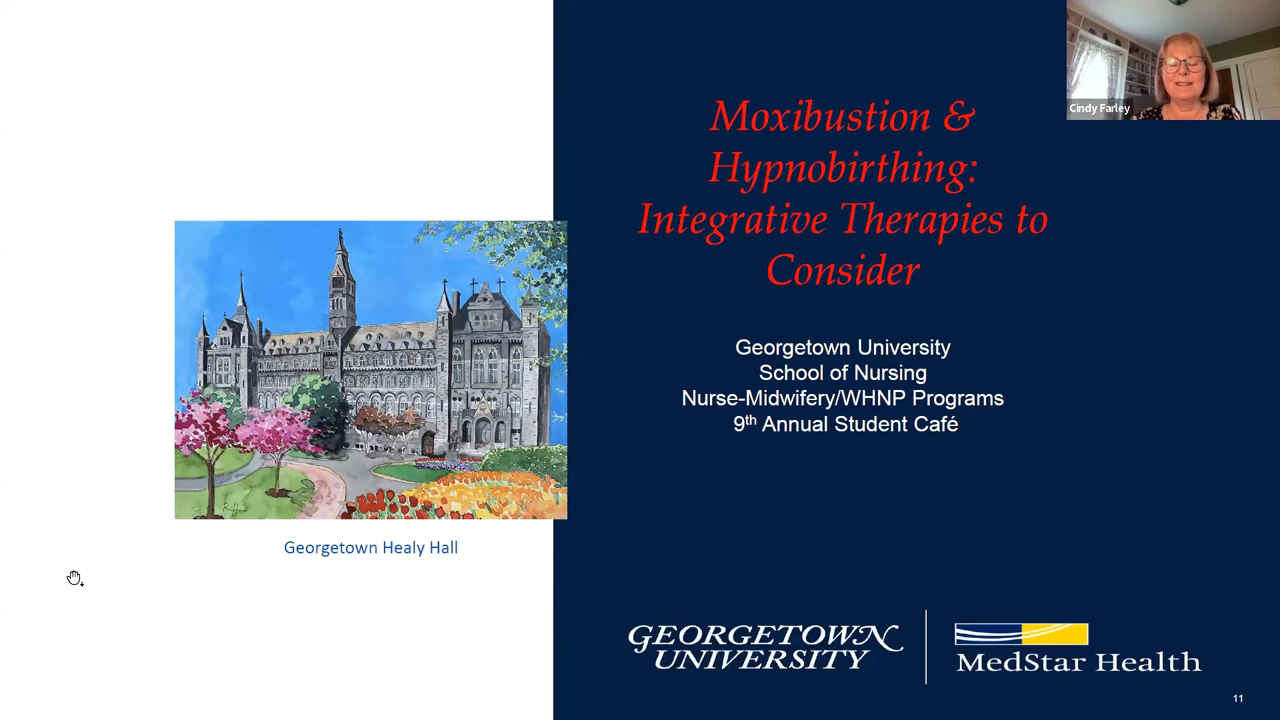 Cindy Farley
Moxibustion &
Hypnobirthing:
Integrative Therapies to
Consider
Georgetown University
School of Nursing
Nurse-Midwifery/WHNP Programs
9th Annual Student Café
Georgetown Healy Hall
GEORGETOWN
UNIVERSITY
MedStar Health
11